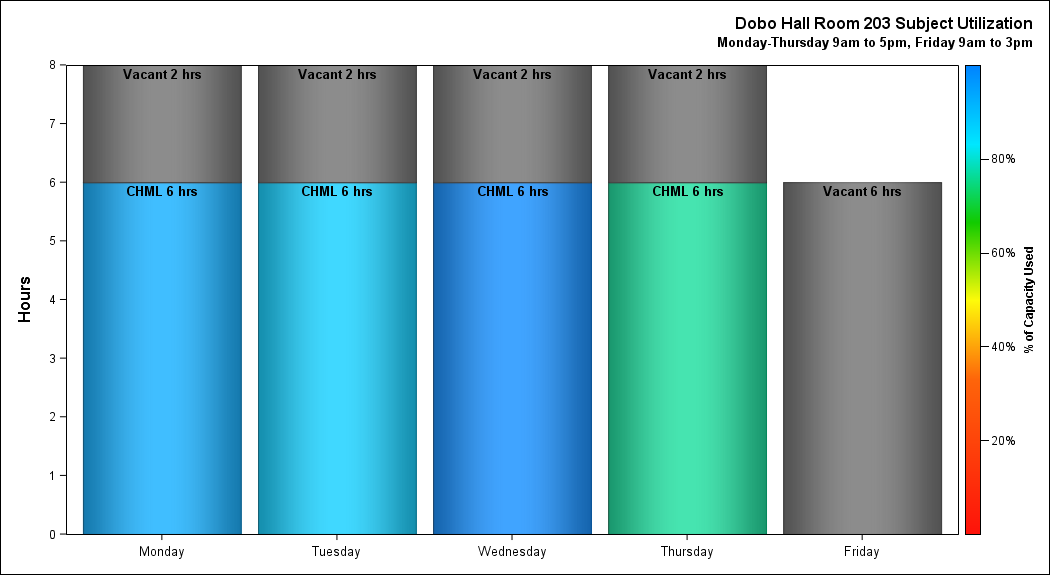 Dobo Hall Room 203 Subject Utilization
Monday-Thursday 9am to 5pm, Friday 9am to 3pm
8
7
6
5
4
3
2
1
0
Hours
Vacant 2 hrs
Vacant 2 hrs
Vacant 2 hrs
Vacant 2 hrs
CHML 6 hrs
CHML 6 hrs
CHML 6 hrs
CHML 6 hrs
Vacant 6 hrs
Monday
Tuesday
Wednesday
Thursday
Friday
80%
60%
40%
20%
% of Capacity Used